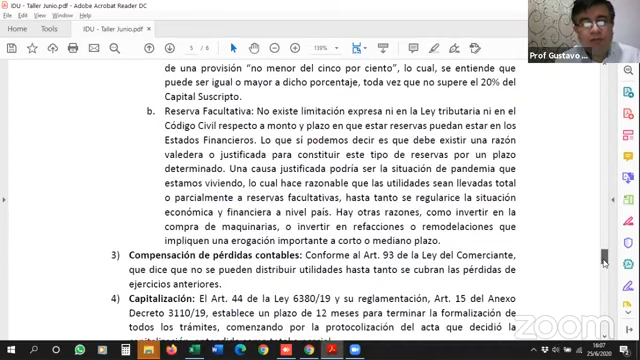 IDU - Taller Junio.pdf - Adobe Acrobat Reader DC
File Edit View Window Help
Home Tools IDU - Taller Junio.pdf
5 / 6 139%
Prof Gustavo
de una provisión “no menor del cinco por ciento”, lo cual, se entiende que
puede ser igual o mayor a dicho porcentaje, toda vez que no supere el 20% del
Capital Suscripto.
b. Reserva Facultativa: No existe limitación expresa ni en la Ley tributaria ni en el
Código Civil respecto a monto y plazo en que estar reservas puedan estar en los
Estados Financieros. Lo que sí podemos decir es que debe existir una razón
valedera o justificada para constituir este tipo de reservas por un plazo
determinado. Una causa justificada podría ser la situación de pandemia que
estamos viviendo, lo cual hace razonable que las utilidades sean llevadas total
o parcialmente a reservas facultativas, hasta tanto se regularice la situación
económica y financiera a nivel país. Hay otras razones, como invertir en la
compra de maquinarias, o invertir en refacciones o remodelaciones que
impliquen una erogación importante a corto o mediano plazo.
3) Compensación de pérdidas contables: Conforme al Art. 93 de la Ley del Comerciante,
que dice que no se pueden distribuir utilidades hasta tanto se cubran las pérdidas de
ejercicios anteriores.
4) Capitalización: El Art. 44 de la Ley 6380/19 y su reglamentación, Art. 15 del Anexo
Decreto 3110/19, establece un plazo de 12 meses para terminar la formalización de
todos los trámites, comenzando por la protocolización del acta que decidió la
zoom
16:07
25/6/2020